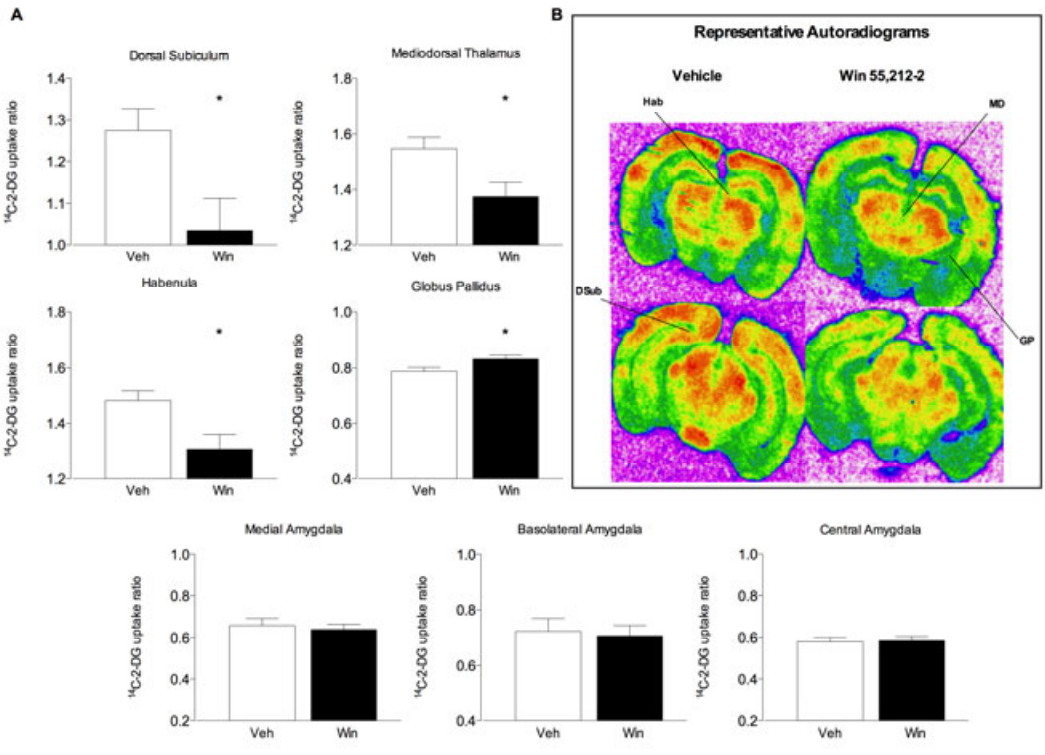 A
B
Dorsal Subiculum
¹⁴C-2-DG uptake ratio
1.4
1.3
1.2
1.1
1.0
*
Veh Win
Mediodorsal Thalamus
¹⁴C-2-DG uptake ratio
1.8
1.6
1.4
1.2
*
Veh Win
Habenula
¹⁴C-2-DG uptake ratio
1.8
1.6
1.4
1.2
*
Veh Win
Globus Pallidus
¹⁴C-2-DG uptake ratio
1.0
0.8
0.6
0.4
*
Veh Win
Representative Autoradiograms
Vehicle Win 55,212-2
Hab
MD
DSub
GP
Medial Amygdala
¹⁴C-2-DG uptake ratio
1.0
0.8
0.6
0.4
0.2
Veh Win
Basolateral Amygdala
¹⁴C-2-DG uptake ratio
1.0
0.8
0.6
0.4
Veh Win
Central Amygdala
¹⁴C-2-DG uptake ratio
1.0
0.8
0.6
0.4
0.2
Veh Win